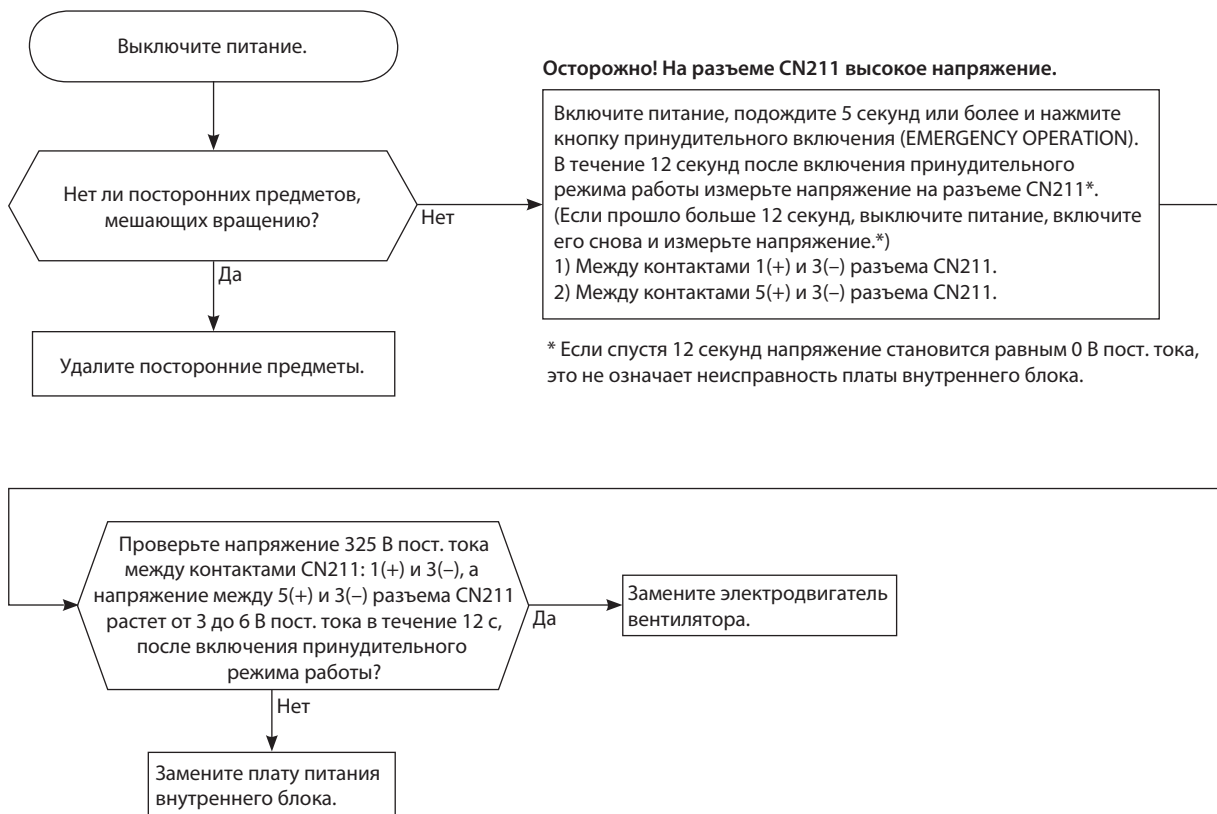 Выключите питание.
Нет ли посторонних предметов,
мешающих вращению?
Нет
Да
Удалите посторонние предметы.
Осторожно! На разъеме CN211 высокое напряжение.
Включите питание, подождите 5 секунд или более и нажмите
кнопку принудительного включения (EMERGENCY OPERATION).
В течение 12 секунд после включения принудительного
режима работы измерьте напряжение на разъеме CN211*.
(Если прошло больше 12 секунд, выключите питание, включите
его снова и измерьте напряжение.*)
1) Между контактами 1(+) и 3(–) разъема CN211.
2) Между контактами 5(+) и 3(–) разъема CN211.
* Если спустя 12 секунд напряжение становится равным 0 В пост. тока,
это не означает неисправность платы внутреннего блока.
Проверьте напряжение 325 В пост. тока
между контактами CN211: 1(+) и 3(–), а
напряжение между 5(+) и 3(–) разъема CN211
растет от 3 до 6 В пост. тока в течение 12 с,
после включения принудительного
режима работы?
Да
Замените электродвигатель
вентилятора.
Нет
Замените плату питания
внутреннего блока.